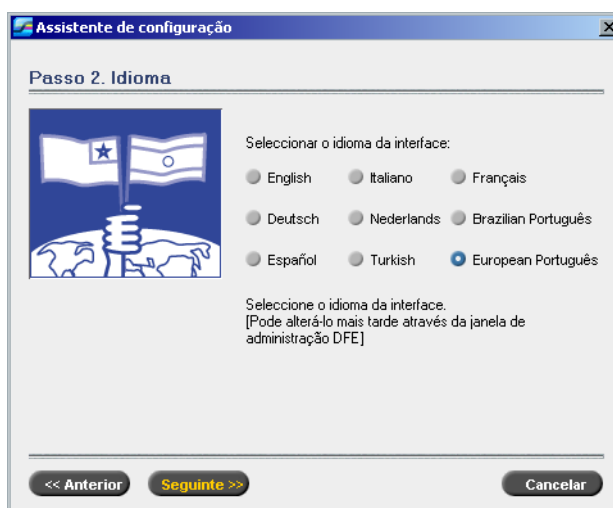 Assistente de configuração
Passo 2. Idioma
Seleccionar o idioma da interface:
English Italiano Français
Deutsch Nederlands Brazilian Português
Español Turkish European Português
Seleccione o idioma da interface.
[Pode alterá-lo mais tarde através da janela de
administração DFE]
<< Anterior Seguinte >> Cancelar